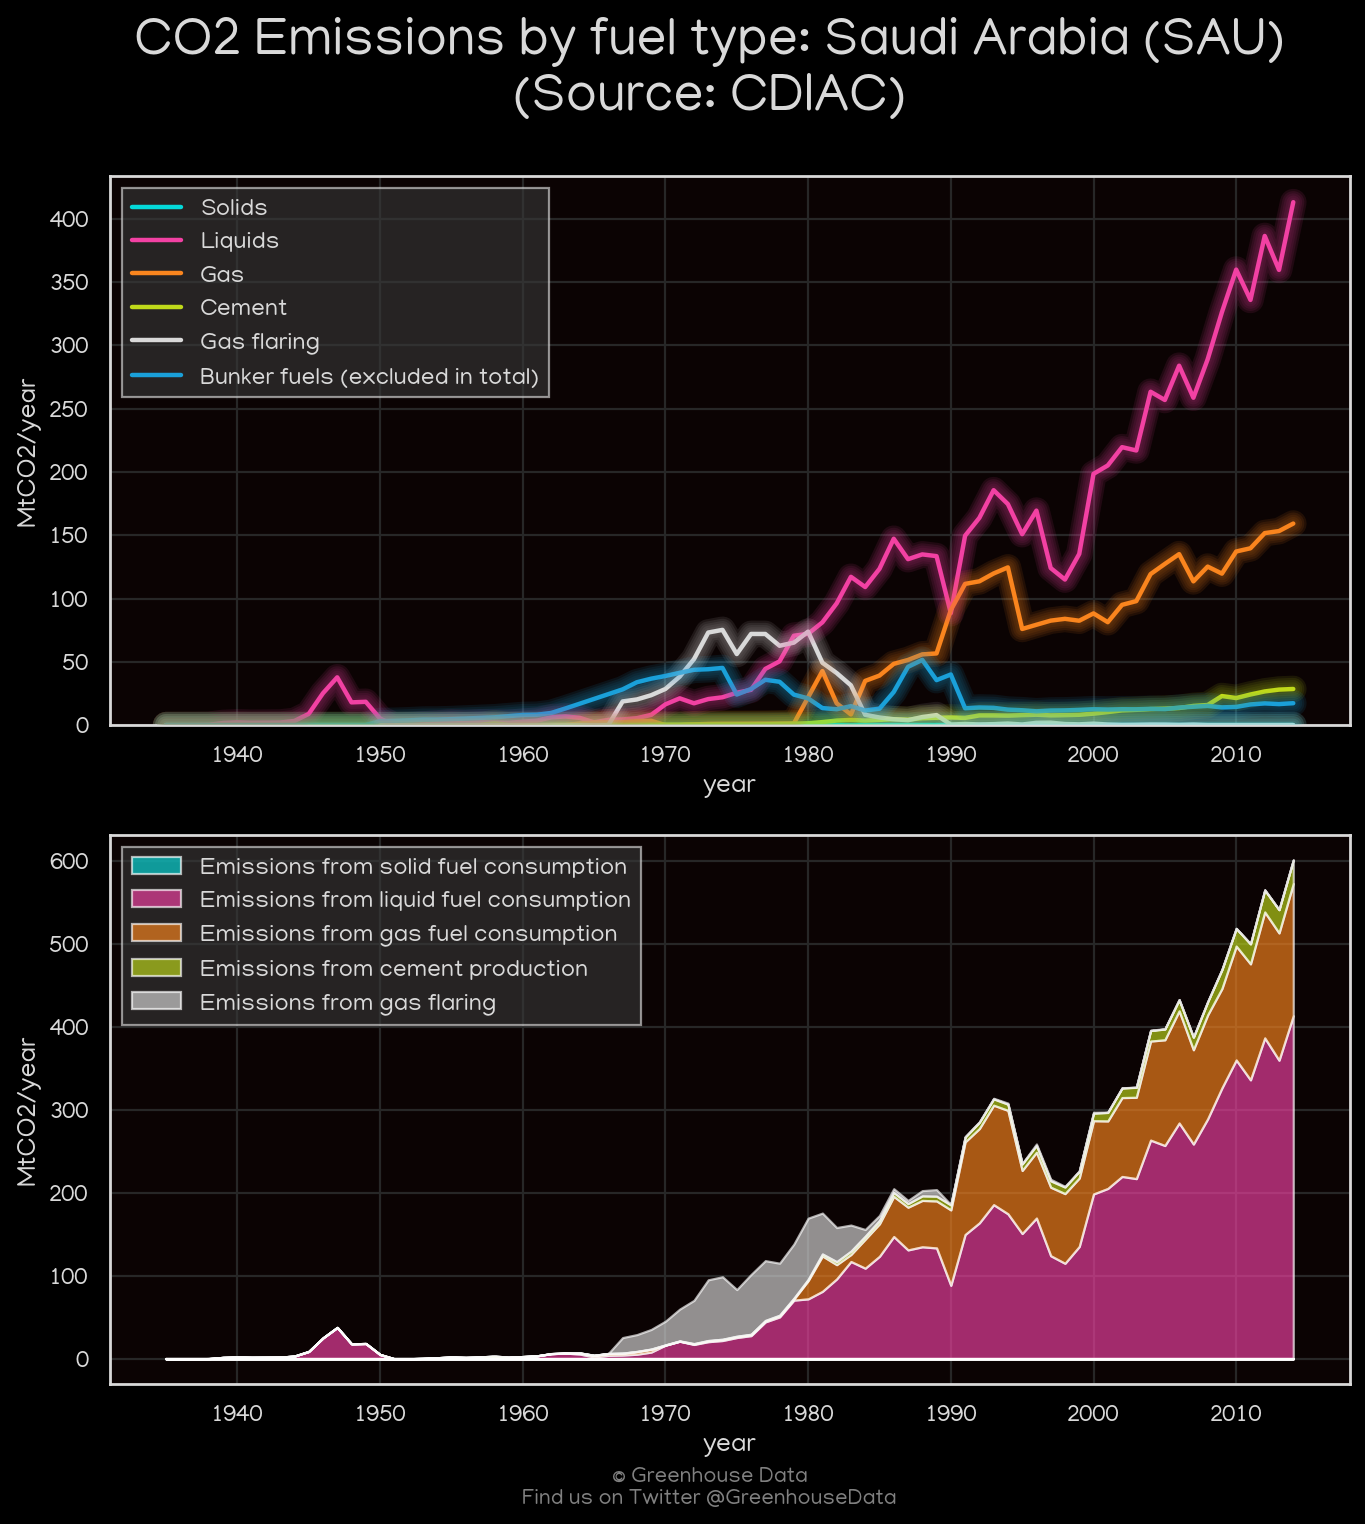 CO2 Emissions by fuel type: Saudi Arabia (SAU)
(Source: CDIAC)
Solids
Liquids
Gas
Cement
Gas flaring
Bunker fuels (excluded in total)
MtCO2/year
400
350
300
250
200
150
100
50
0
1940 1950 1960 1970 1980 1990 2000 2010
year
Emissions from solid fuel consumption
Emissions from liquid fuel consumption
Emissions from gas fuel consumption
Emissions from cement production
Emissions from gas flaring
MtCO2/year
600
500
400
300
200
100
0
1940 1950 1960 1970 1980 1990 2000 2010
year
© Greenhouse Data
Find us on Twitter @GreenhouseData